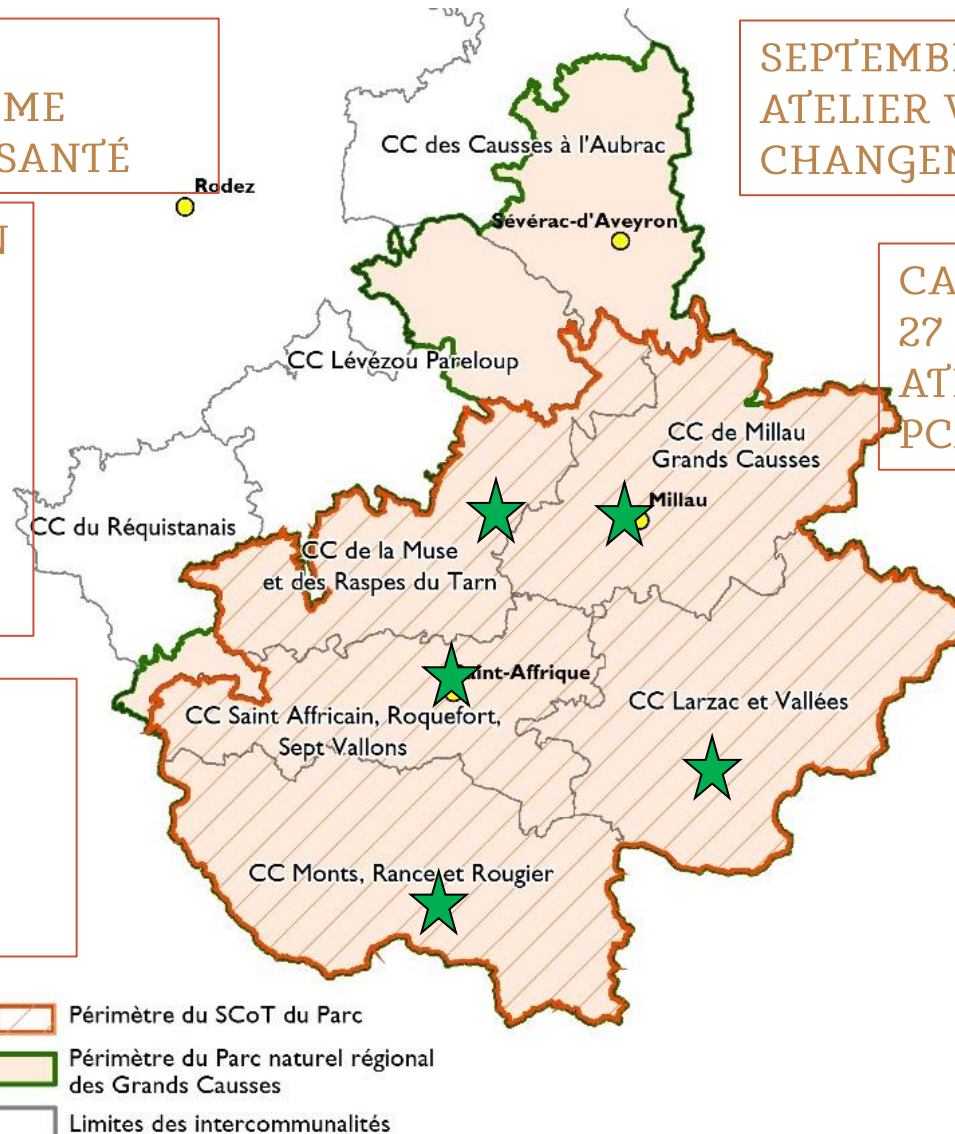 ME
SANTÉ
N
SEPTEMB
ATELIER V
CHANGEM
CA
27
PC
CC des Causses à l'Aubrac
Rodez
Sévérac-d'Aveyron
CC Lévézou Pareloup
CC de Millau
Grands Causses
Millau
CC du Réquistanais
CC de la Muse
et des Raspes du Tarn
int-Affrique
CC Saint Affricain, Roquefort,
Sept Vallons
CC Larzac et Vallées
CC Monts, Rance et Rougier
Périmètre du SCoT du Parc
Périmètre du Parc naturel régional
des Grands Causses
Limites des intercommunalités